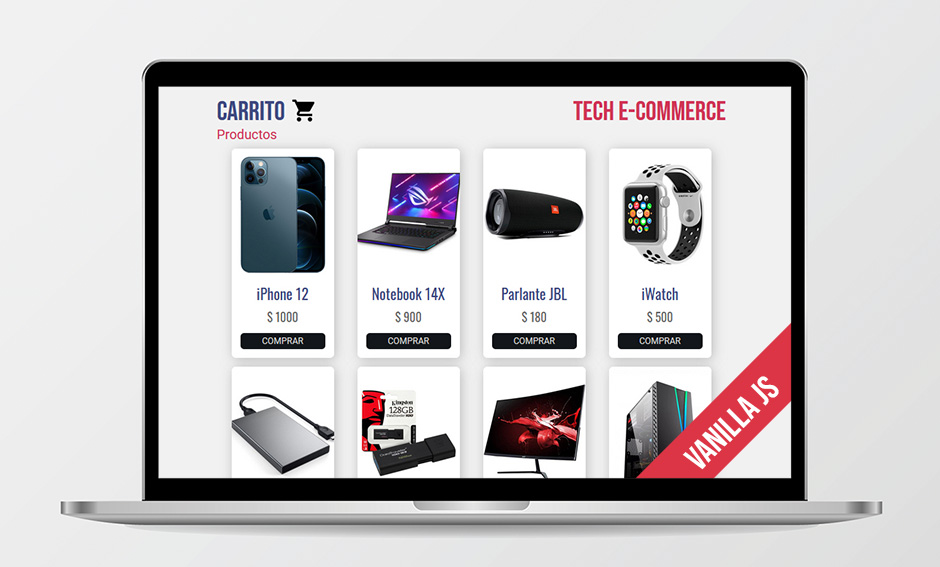 CARRITO
TECH E-COMMERCE
Productos
iPhone 12
Notebook 14X
Parlante JBL
iWatch
$ 1000
$ 900
$ 180
$ 500
COMPRAR
COMPRAR
COMPRAR
COMPRAR
JBL
Kingston
128GB
VANILLA JS